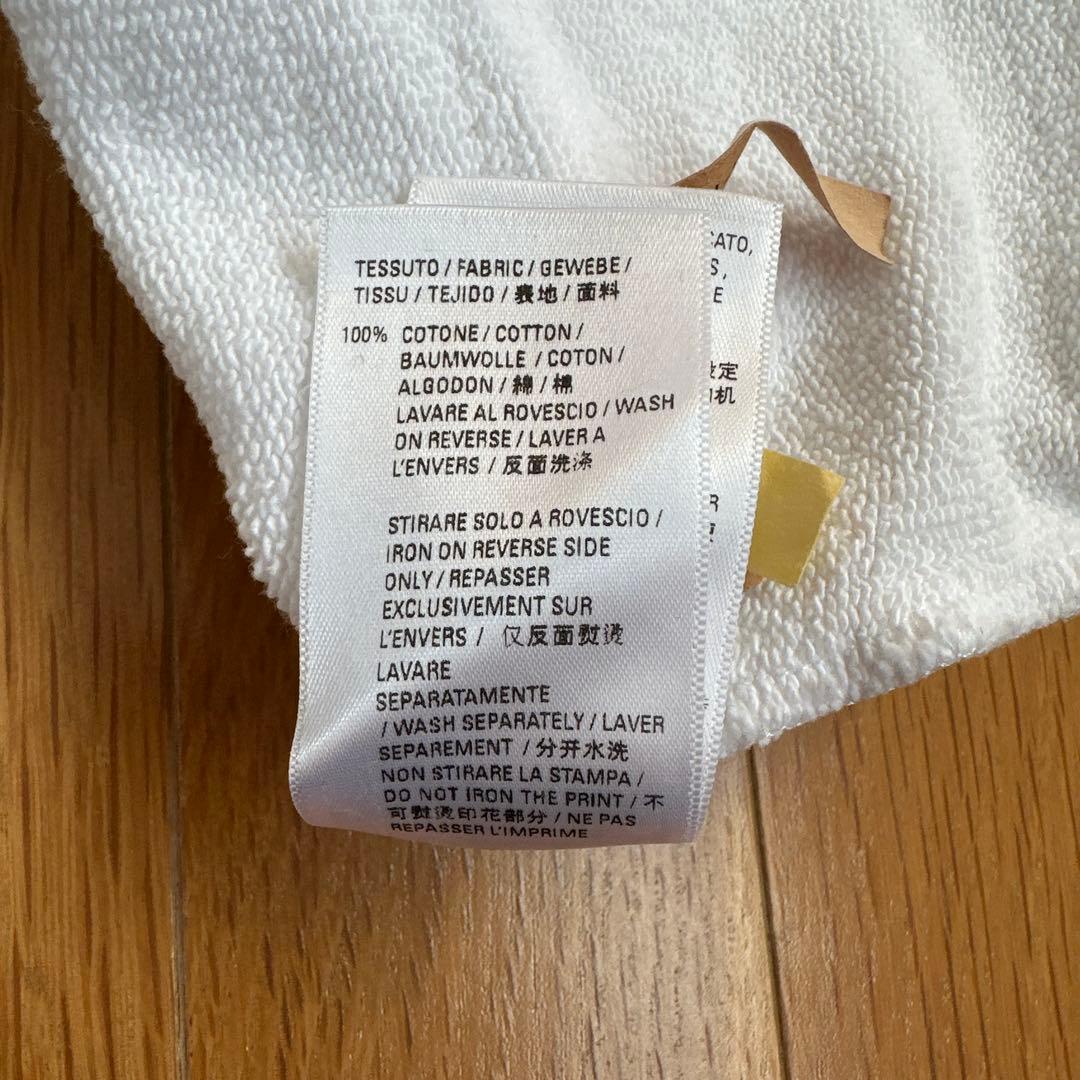 TESSUTO / FABRIC / GEWEBE /
TISSU / TEJIDO / 表地 / 面料
100% COTONE / COTTON /
BAUMWOLLE / COTON /
ALGODON / 綿 / 棉
LAVARE AL ROVESCIO / WASH
ON REVERSE / LAVER A
L'ENVERS / 反面洗涤
STIRARE SOLO A ROVESCIO /
IRON ON REVERSE SIDE
ONLY / REPASSER
EXCLUSIVEMENT SUR
L'ENVERS / 仅反面熨烫
LAVARE
SEPARATAMENTE
/ WASH SEPARATELY / LAVER
SEPAREMENT / 分开水洗
NON STIRARE LA STAMPA /
DO NOT IRON THE PRINT / 不
可熨烫印花部分 / NE PAS
REPASSER L'IMPRIME
CATO,
S,
E
定
机
R